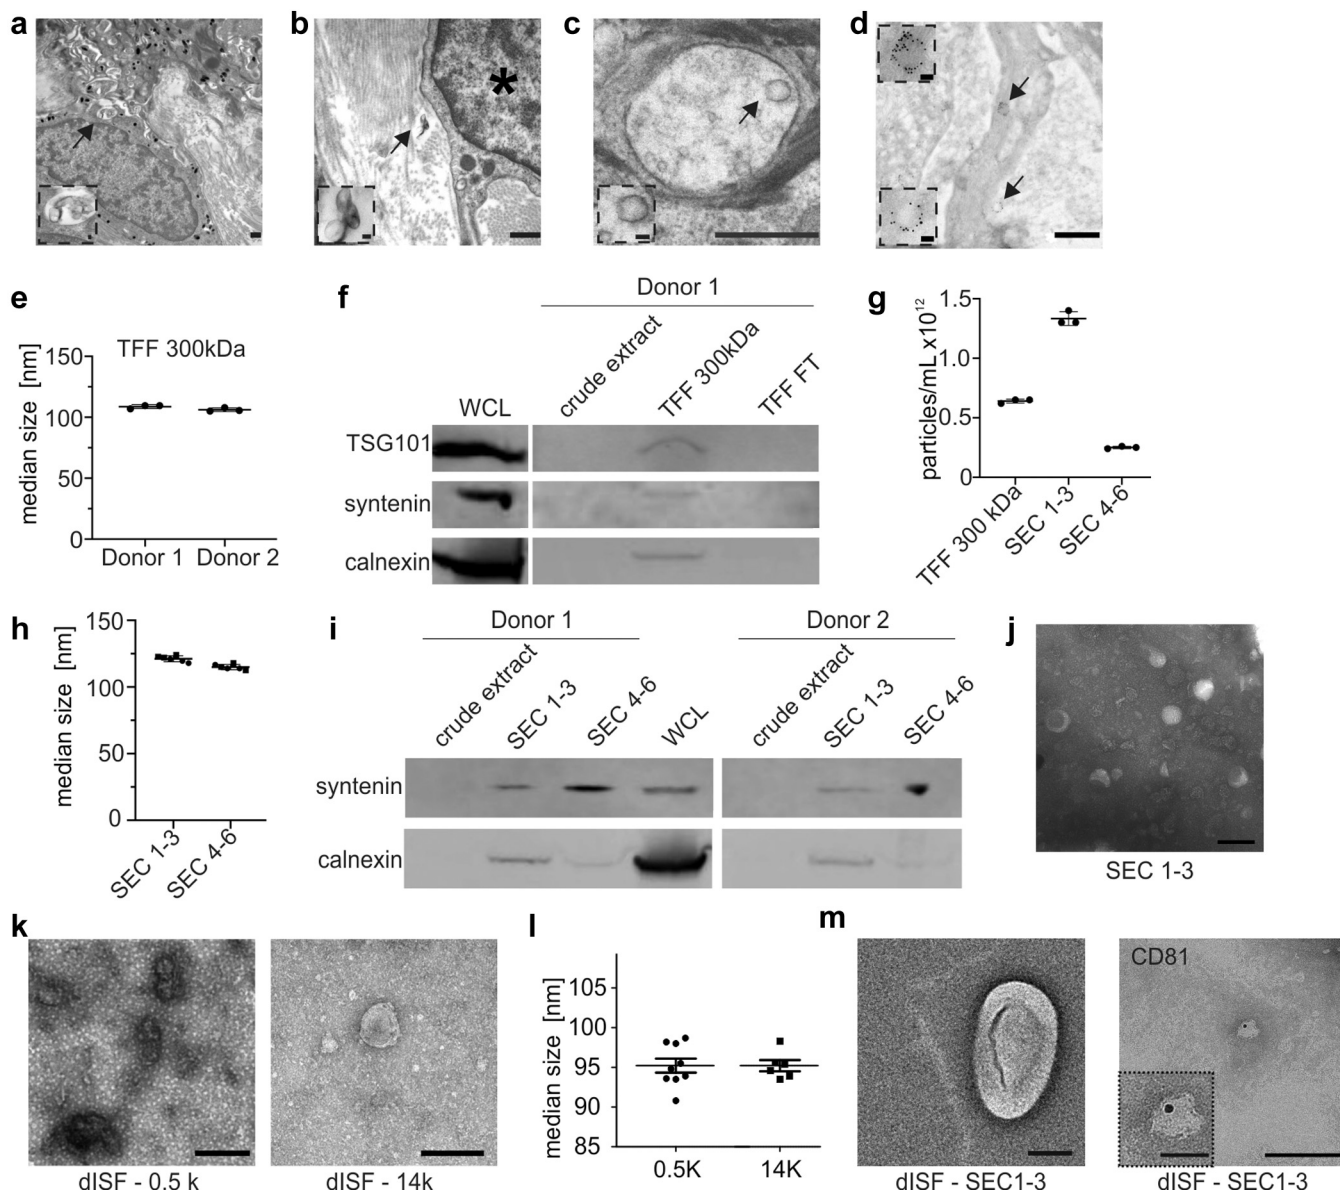 a
b
c
d
*
e
TFF 300kDa
median size [nm]
150
100
50
0
Donor 1
Donor 2
f
Donor 1
crude extract
TFF 300kDa
TFF FT
WCL
TSG101
syntenin
calnexin
g
particles/mL x10¹²
1.5
1.0
0.5
0
TFF 300 kDa
SEC 1-3
SEC 4-6
h
median size [nm]
150
100
50
0
SEC 1-3
SEC 4-6
i
Donor 1
Donor 2
crude extract
SEC 1-3
SEC 4-6
WCL
crude extract
SEC 1-3
SEC 4-6
syntenin
calnexin
j
SEC 1-3
k
dISF - 0.5 k
dISF - 14k
l
median size [nm]
105
100
95
90
85
0.5K
14K
m
dISF - SEC1-3
CD81
dISF - SEC1-3